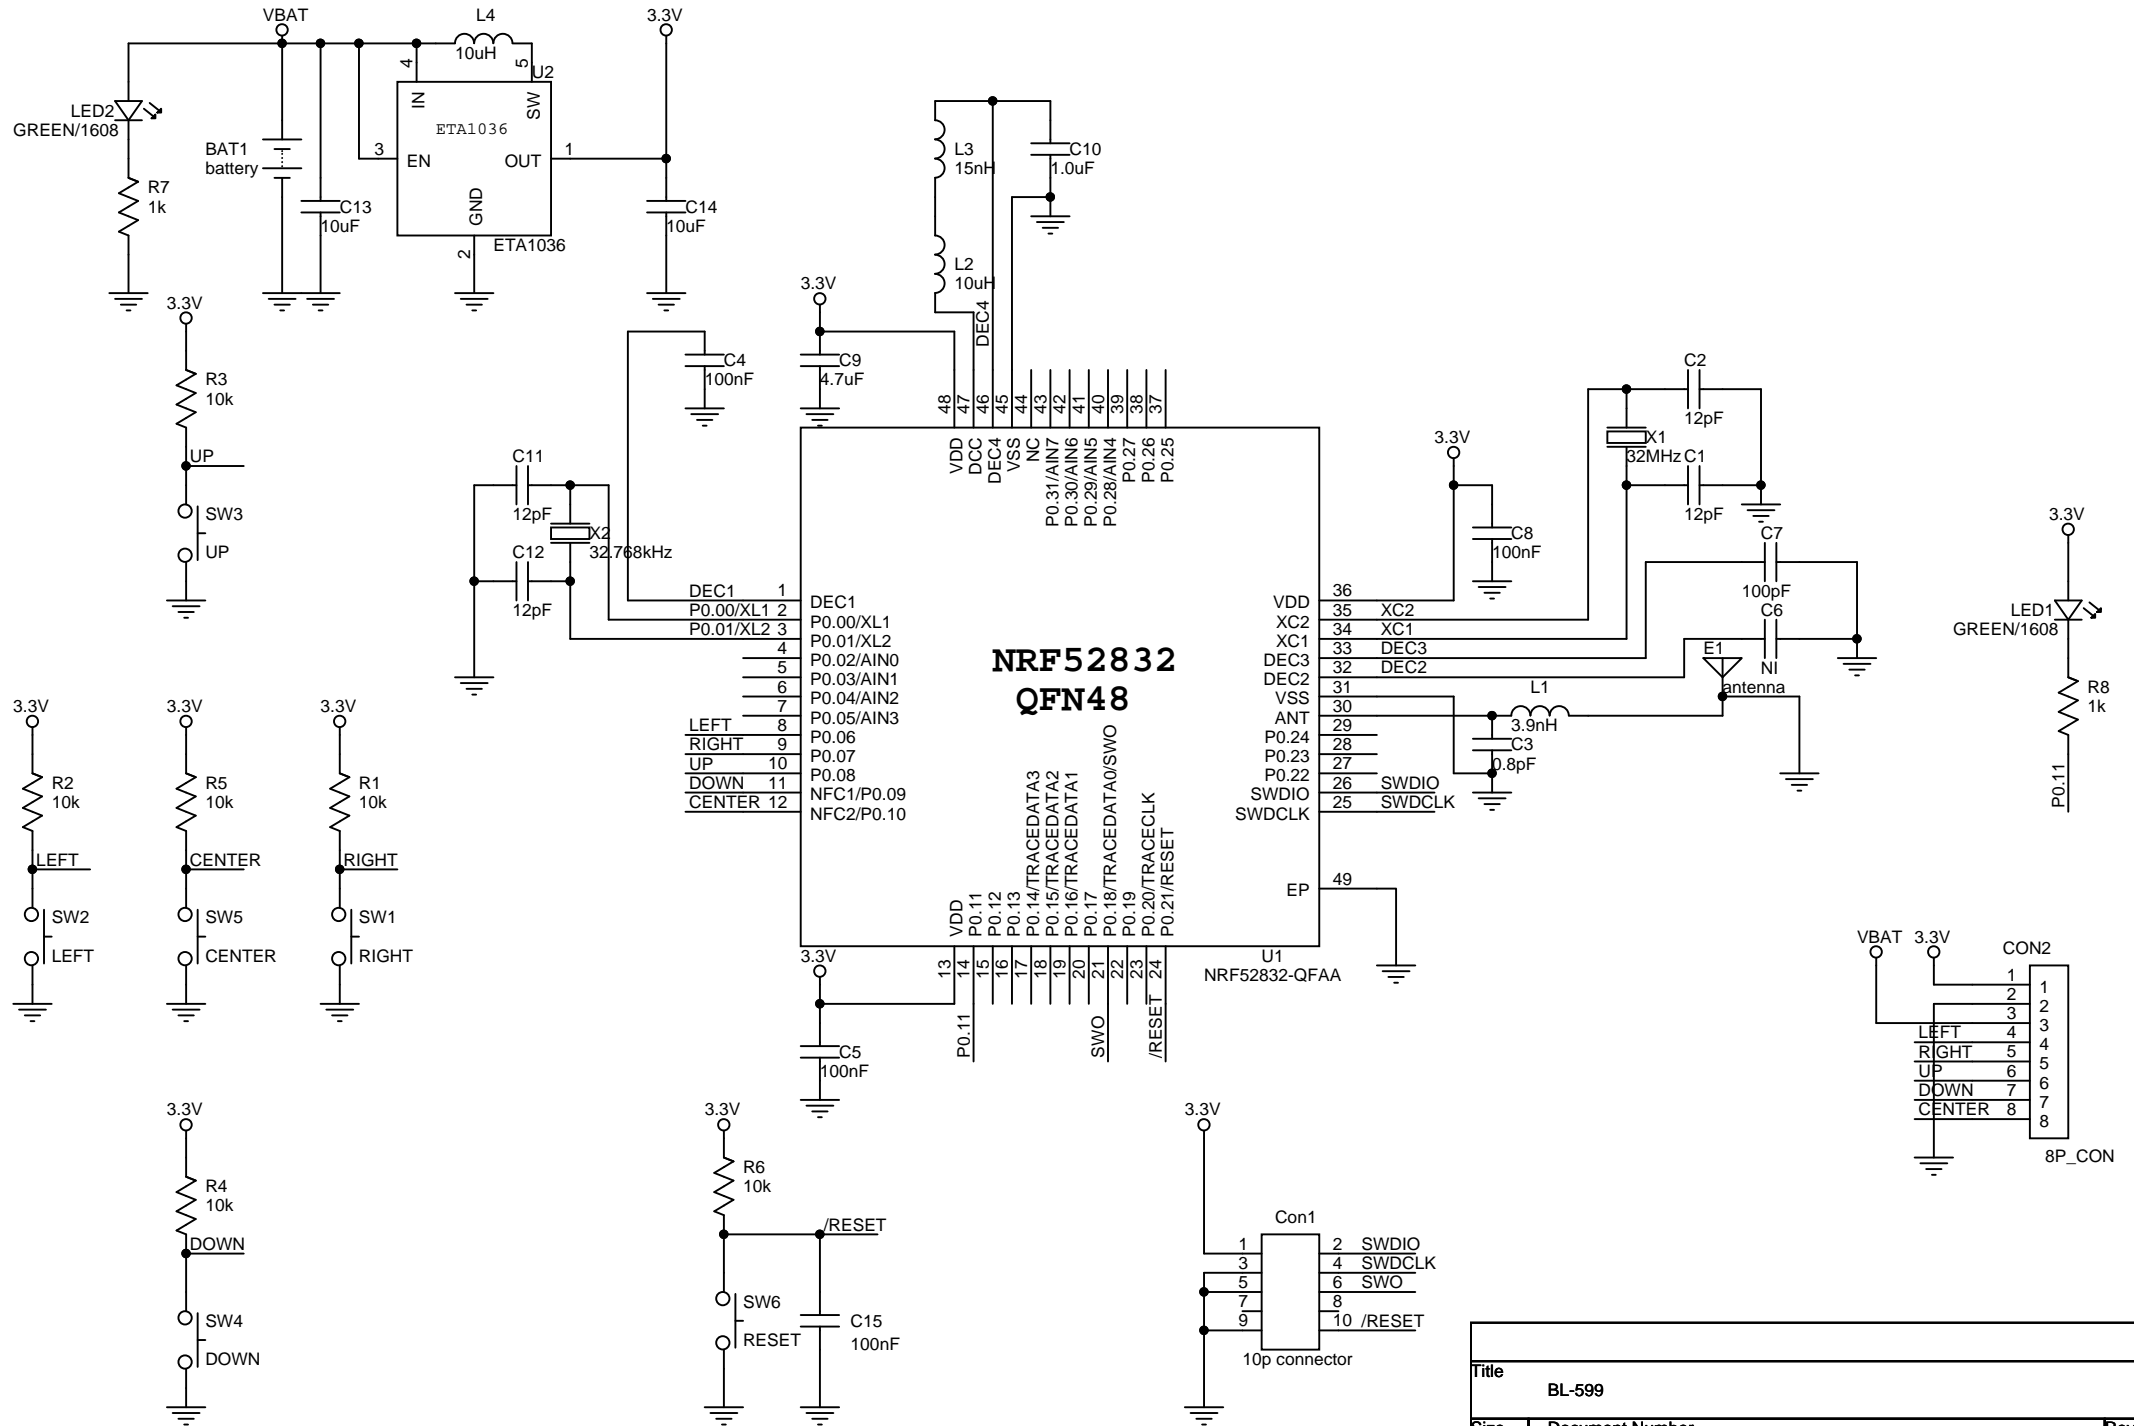 VBAT
L4
10uH
3.3V
4
5
U2
IN
SW
ETA1036
LED2
GREEN/1608
BAT1
battery
3
EN
OUT
1
R7
1k
C13
10uF
GND
2
ETA1036
C14
10uF
L3
15nH
C10
1.0uF
L2
10uH
DEC4
3.3V
R3
10k
UP
SW3
UP
3.3V
C4
100nF
C9
4.7uF
48
47
46
45
44
43
42
41
40
39
38
37
VDD
DCC
DEC4
VSS
NC
P0.31/AIN7
P0.30/AIN6
P0.29/AIN5
P0.28/AIN4
P0.27
P0.26
P0.25
C11
12pF
X2
32.768kHz
C12
12pF
DEC1 1 DEC1
P0.00/XL1 2 P0.00/XL1
P0.01/XL2 3 P0.01/XL2
4 P0.02/AIN0
5 P0.03/AIN1
6 P0.04/AIN2
7 P0.05/AIN3
LEFT 8 P0.06
RIGHT 9 P0.07
UP 10 P0.08
DOWN 11 NFC1/P0.09
CENTER 12 NFC2/P0.10
NRF52832
QFN48
VDD 36
XC2 35 XC2
XC1 34 XC1
DEC3 33 DEC3
DEC2 32 DEC2
VSS 31
ANT 30
P0.24 29
P0.23 28
P0.22 27
SWDIO 26 SWDIO
SWDCLK 25 SWDCLK
EP 49
VDD
P0.11
P0.12
P0.13
P0.14/TRACEDATA3
P0.15/TRACEDATA2
P0.16/TRACEDATA1
P0.17
P0.18/TRACEDATA0/SWO
P0.19
P0.20/TRACECLK
P0.21/RESET
13
14
15
16
17
18
19
20
21
22
23
24
P0.11
SWO
/RESET
U1
NRF52832-QFAA
3.3V
C5
100nF
3.3V
C8
100nF
C2
12pF
X1
32MHz
C1
12pF
C7
100pF
C6
NI
E1
antenna
L1
3.9nH
C3
0.8pF
3.3V
LED1
GREEN/1608
R8
1k
P0.11
3.3V
R2
10k
LEFT
SW2
LEFT
3.3V
R5
10k
CENTER
SW5
CENTER
3.3V
R1
10k
RIGHT
SW1
RIGHT
3.3V
R4
10k
DOWN
SW4
DOWN
3.3V
R6
10k
/RESET
SW6
RESET
C15
100nF
3.3V
Con1
1 2 SWDIO
3 4 SWDCLK
5 6 SWO
7 8
9 10 /RESET
10p connector
VBAT 3.3V
CON2
1 1
2 2
3 3
LEFT 4 4
RIGHT 5 5
UP 6 6
DOWN 7 7
CENTER 8 8
8P_CON
Title
BL-599
Size Document Number Rev